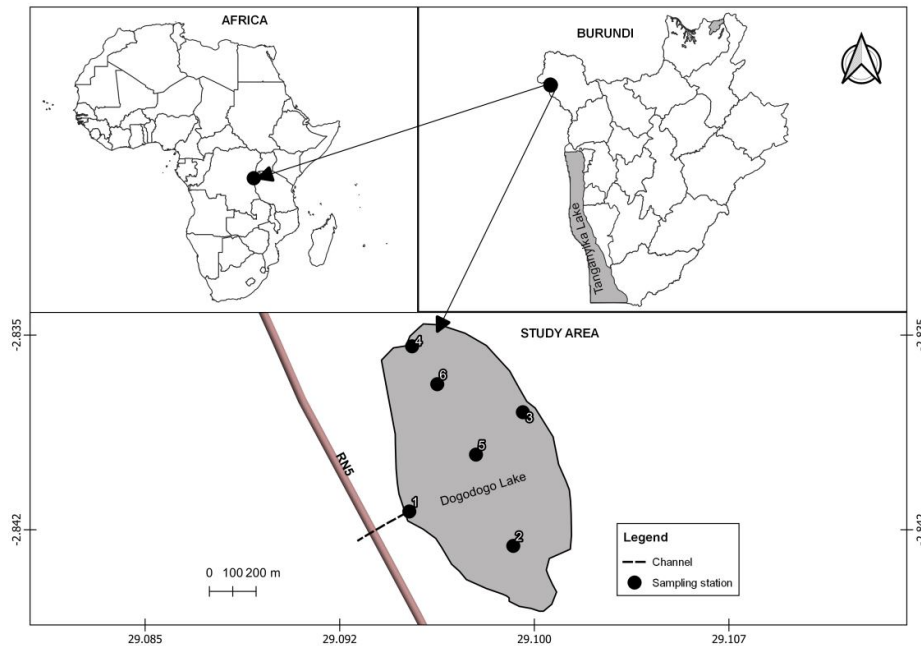 AFRICA
BURUNDI
Tanganyika Lake
STUDY AREA
-2.835
-2.835
4
6
3
5
RN5
Dogodogo Lake
1
2
-2.842
-2.842
Legend
Channel
Sampling station
0 100 200 m
29.085
29.092
29.100
29.107